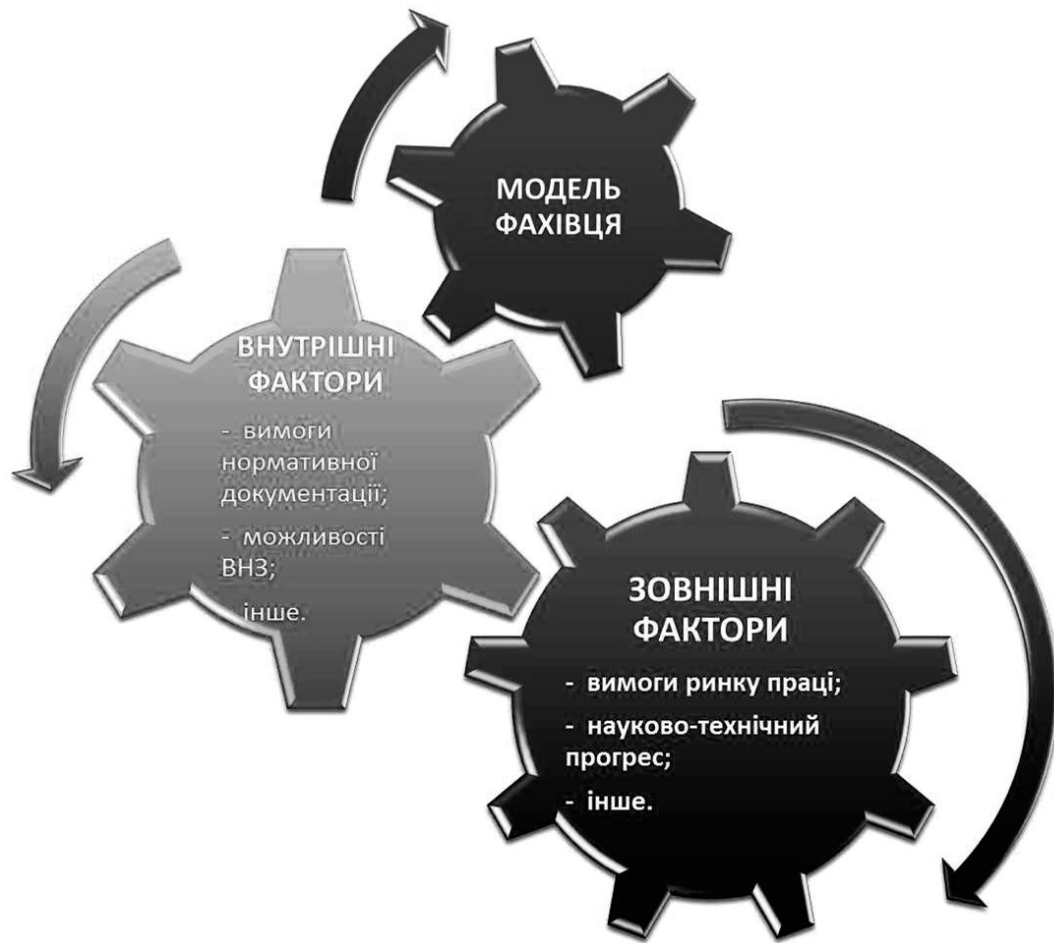 МОДЕЛЬ
ФАХІВЦЯ
ВНУТРІШНІ
ФАКТОРИ
- вимоги
нормативної
документації;
- можливості
ВНЗ;
- інше.
ЗОВНІШНІ
ФАКТОРИ
- вимоги ринку праці;
- науково-технічний
прогрес;
- інше.